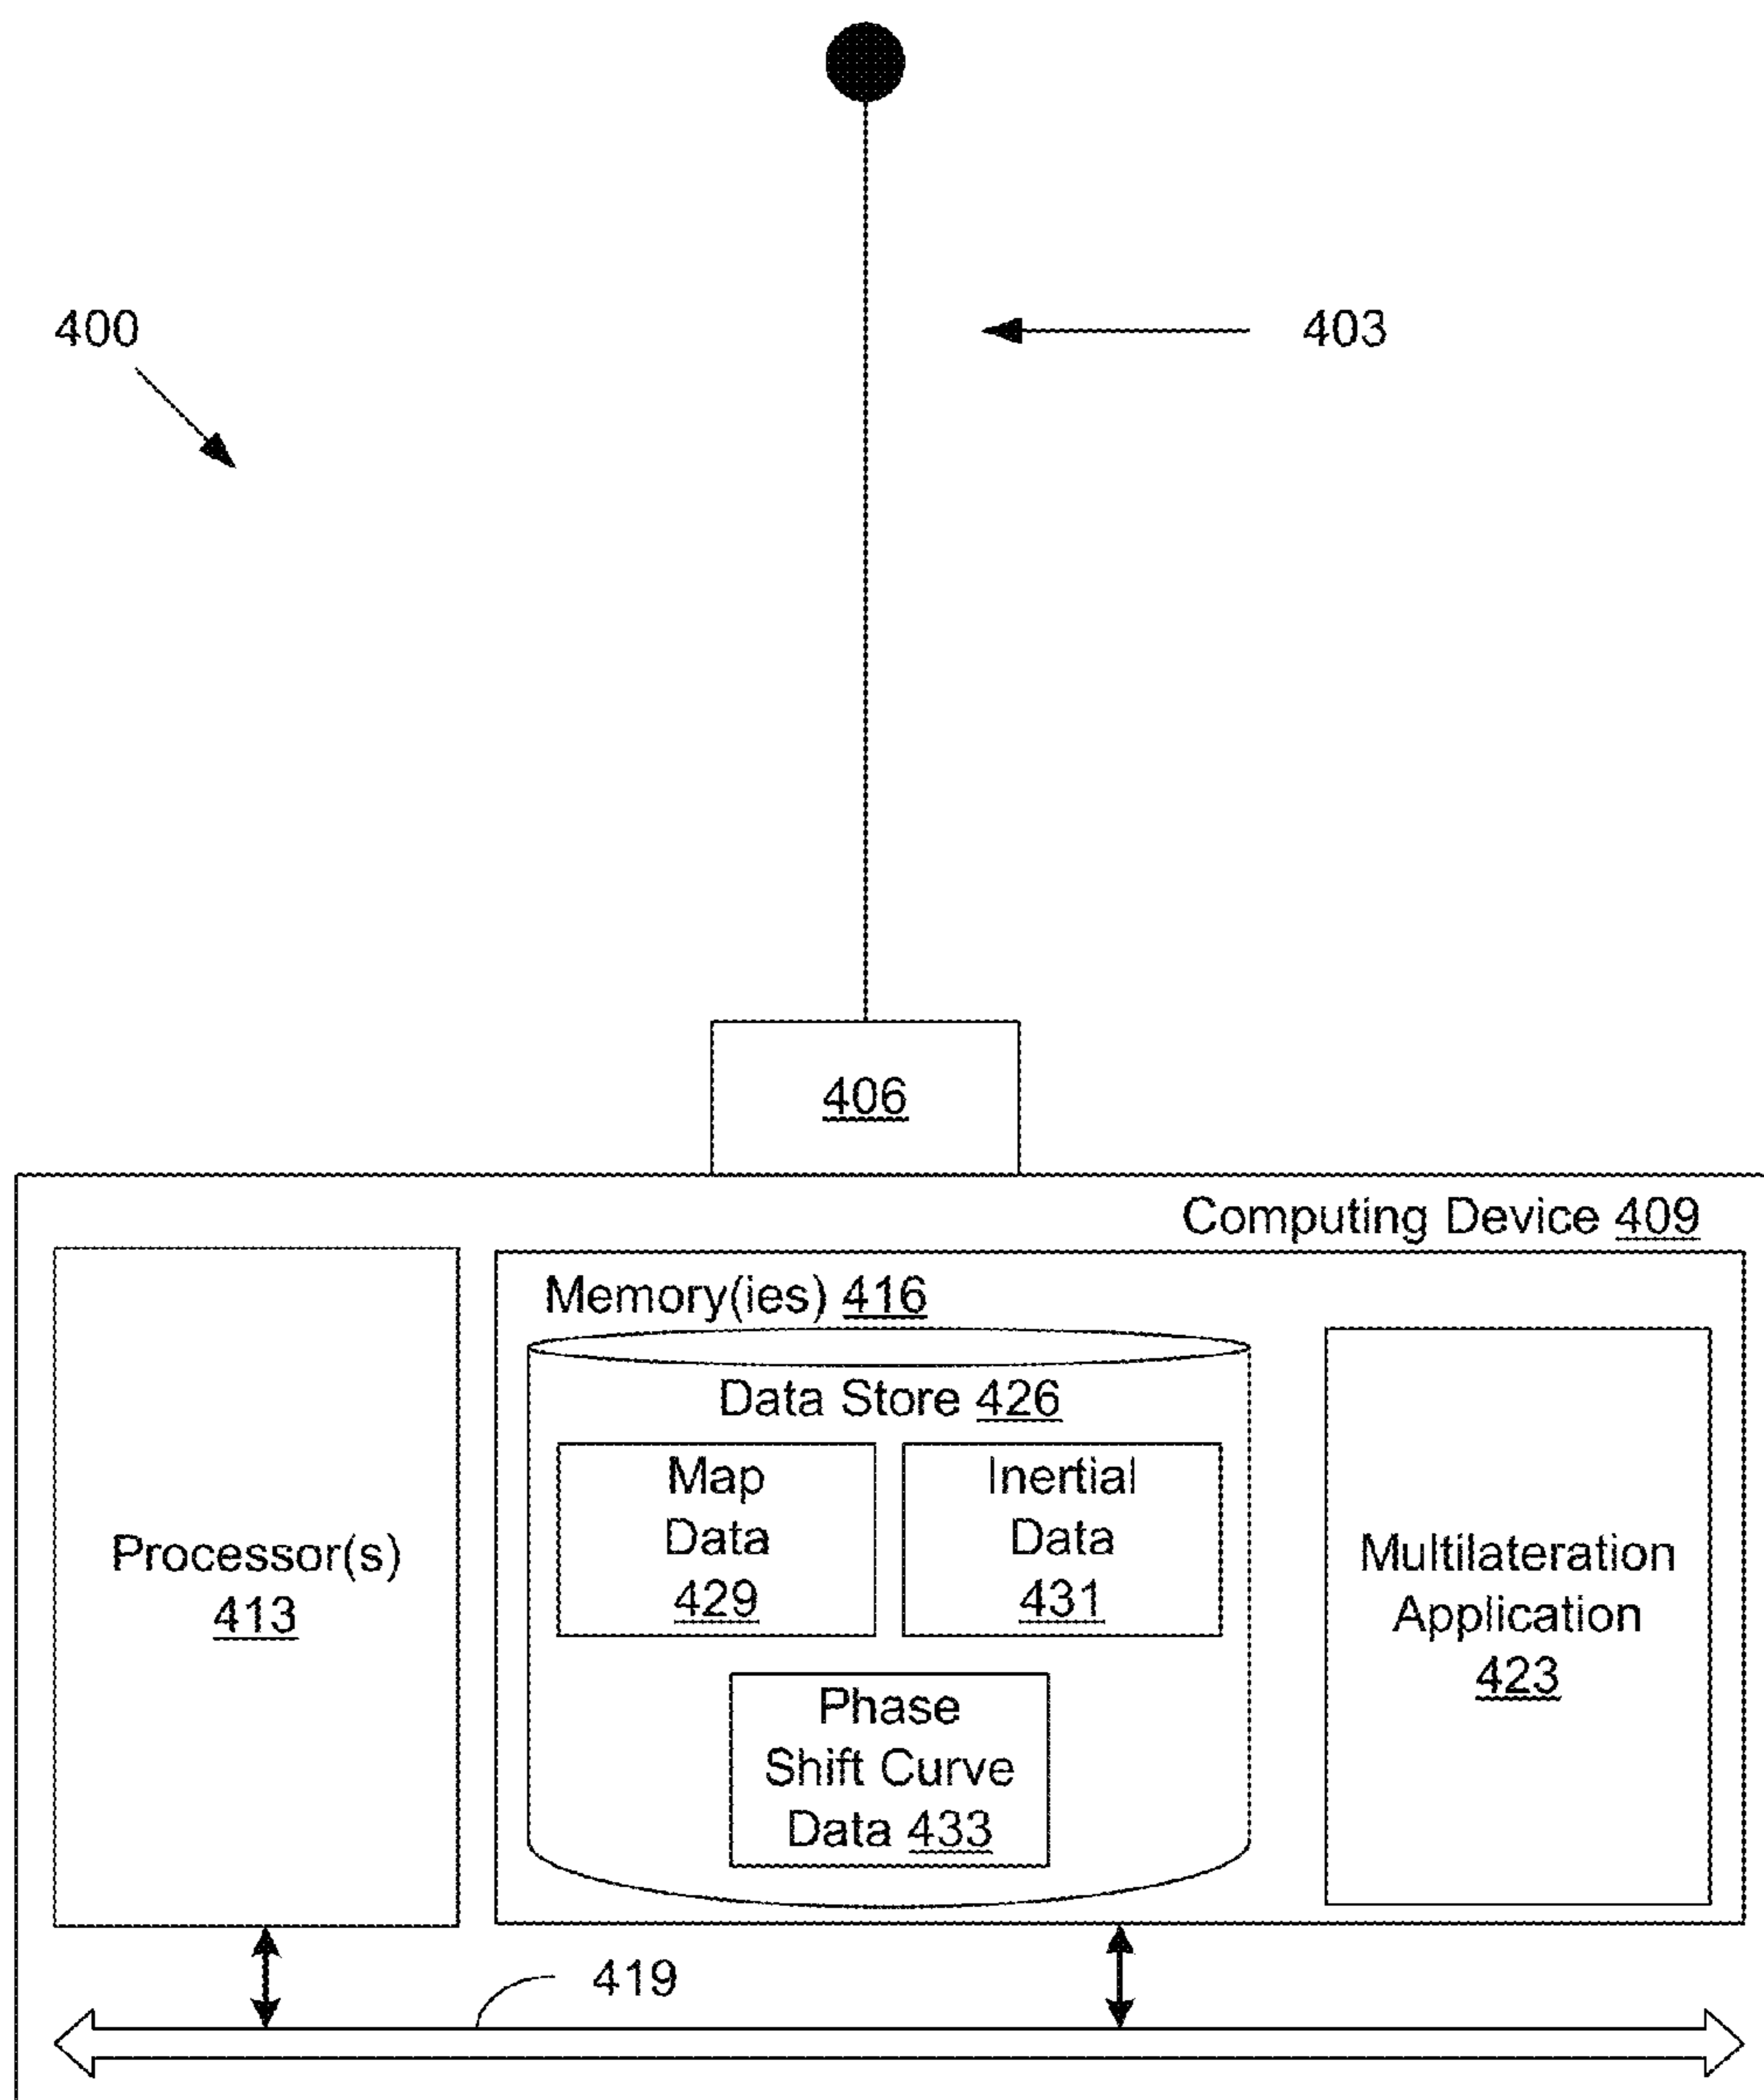 400
403
406
Computing Device 409
Memory(ies) 416
Data Store 426
Map
Data
429
Inertial
Data
431
Processor(s)
413
Multilateration
Application
423
Phase
Shift Curve
Data 433
419